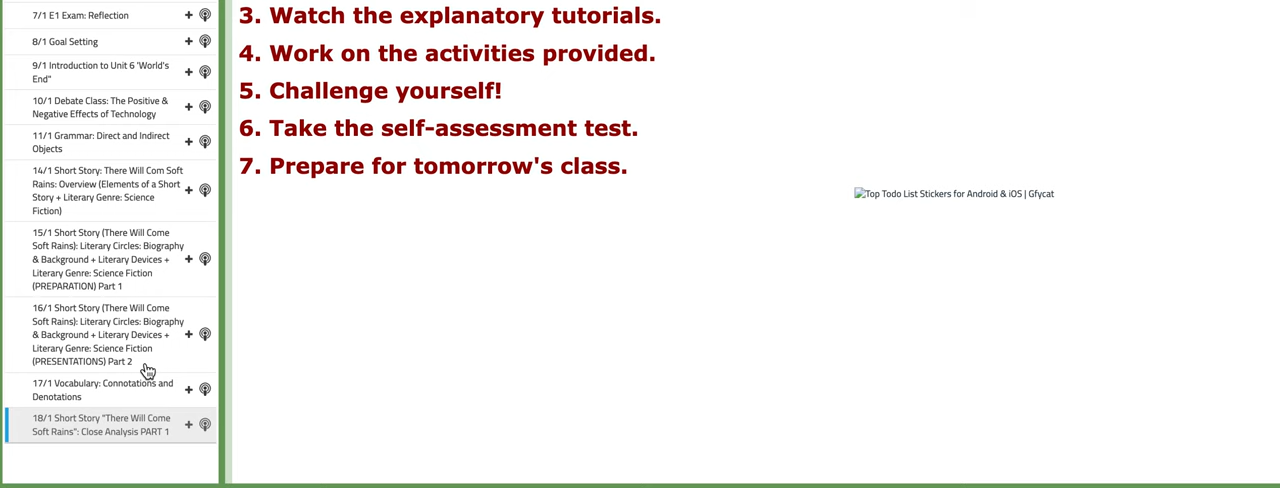 7/1 E1 Exam: Reflection
8/1 Goal Setting
9/1 Introduction to Unit 6 'World's
End"
10/1 Debate Class: The Positive &
Negative Effects of Technology
11/1 Grammar: Direct and Indirect
Objects
14/1 Short Story: There Will Com Soft
Rains: Overview (Elements of a Short
Story + Literary Genre: Science
Fiction)
15/1 Short Story (There Will Come
Soft Rains): Literary Circles: Biography
& Background + Literary Devices +
Literary Genre: Science Fiction
(PREPARATION) Part 1
16/1 Short Story (There Will Come
Soft Rains): Literary Circles: Biography
& Background + Literary Devices +
Literary Genre: Science Fiction
(PRESENTATIONS) Part 2
17/1 Vocabulary: Connotations and
Denotations
18/1 Short Story "There Will Come
Soft Rains": Close Analysis PART 1
3. Watch the explanatory tutorials.
4. Work on the activities provided.
5. Challenge yourself!
6. Take the self-assessment test.
7. Prepare for tomorrow's class.
Top Todo List Stickers for Android & iOS | Gfycat